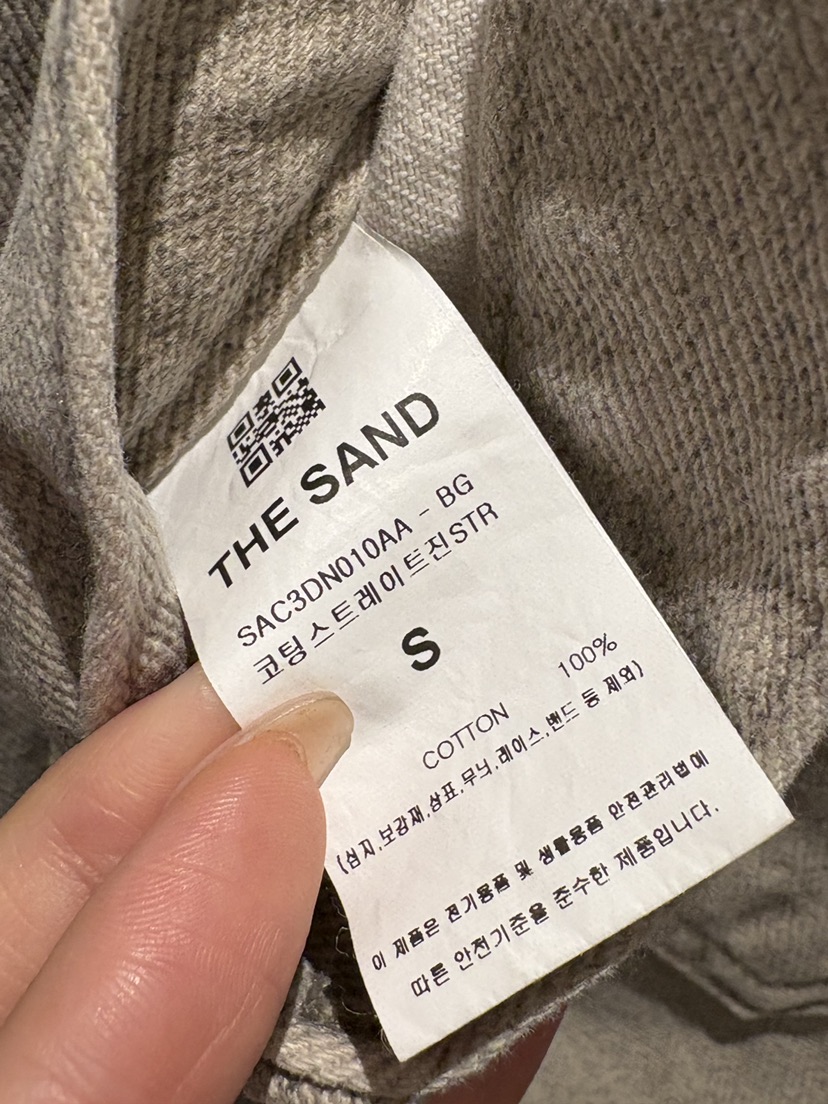 THE SAND
SAC3DN010AA - BG
코팅스트레이트진STR
S
COTTON 100%
(심지,보강재,상표,무늬,레이스,밴드 등 제외)
이 제품은 전기용품 및 생활용품 안전관리법에
따른 안전기준을 준수한 제품입니다.